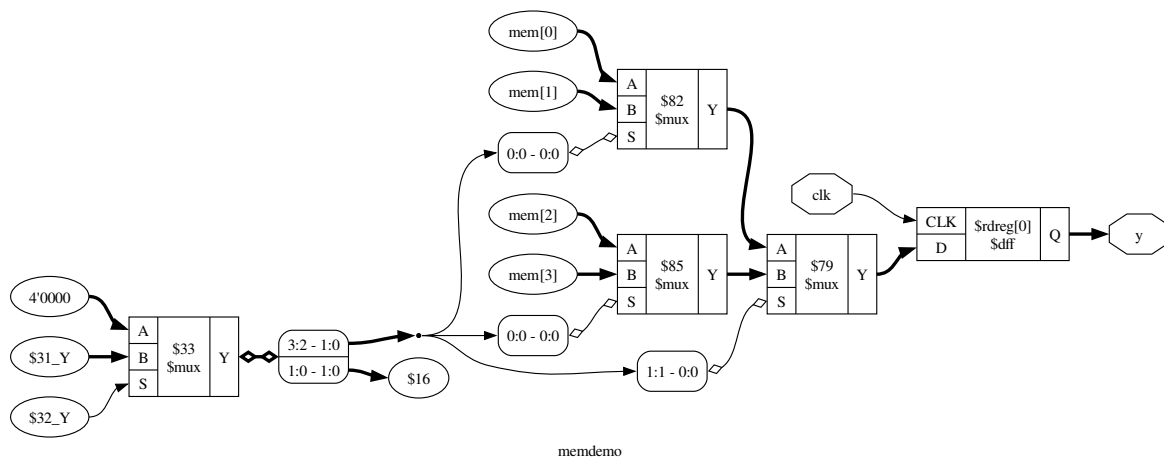 mem[0]
mem[1]
A
B
S
$82
$mux
Y
0:0 - 0:0
mem[2]
mem[3]
A
B
S
$85
$mux
Y
0:0 - 0:0
A
B
S
$79
$mux
Y
clk
CLK
D
$rdreg[0]
$dff
Q
y
4'0000
$31_Y
$32_Y
A
B
S
$33
$mux
Y
3:2 - 1:0
1:0 - 1:0
$16
1:1 - 0:0
memdemo